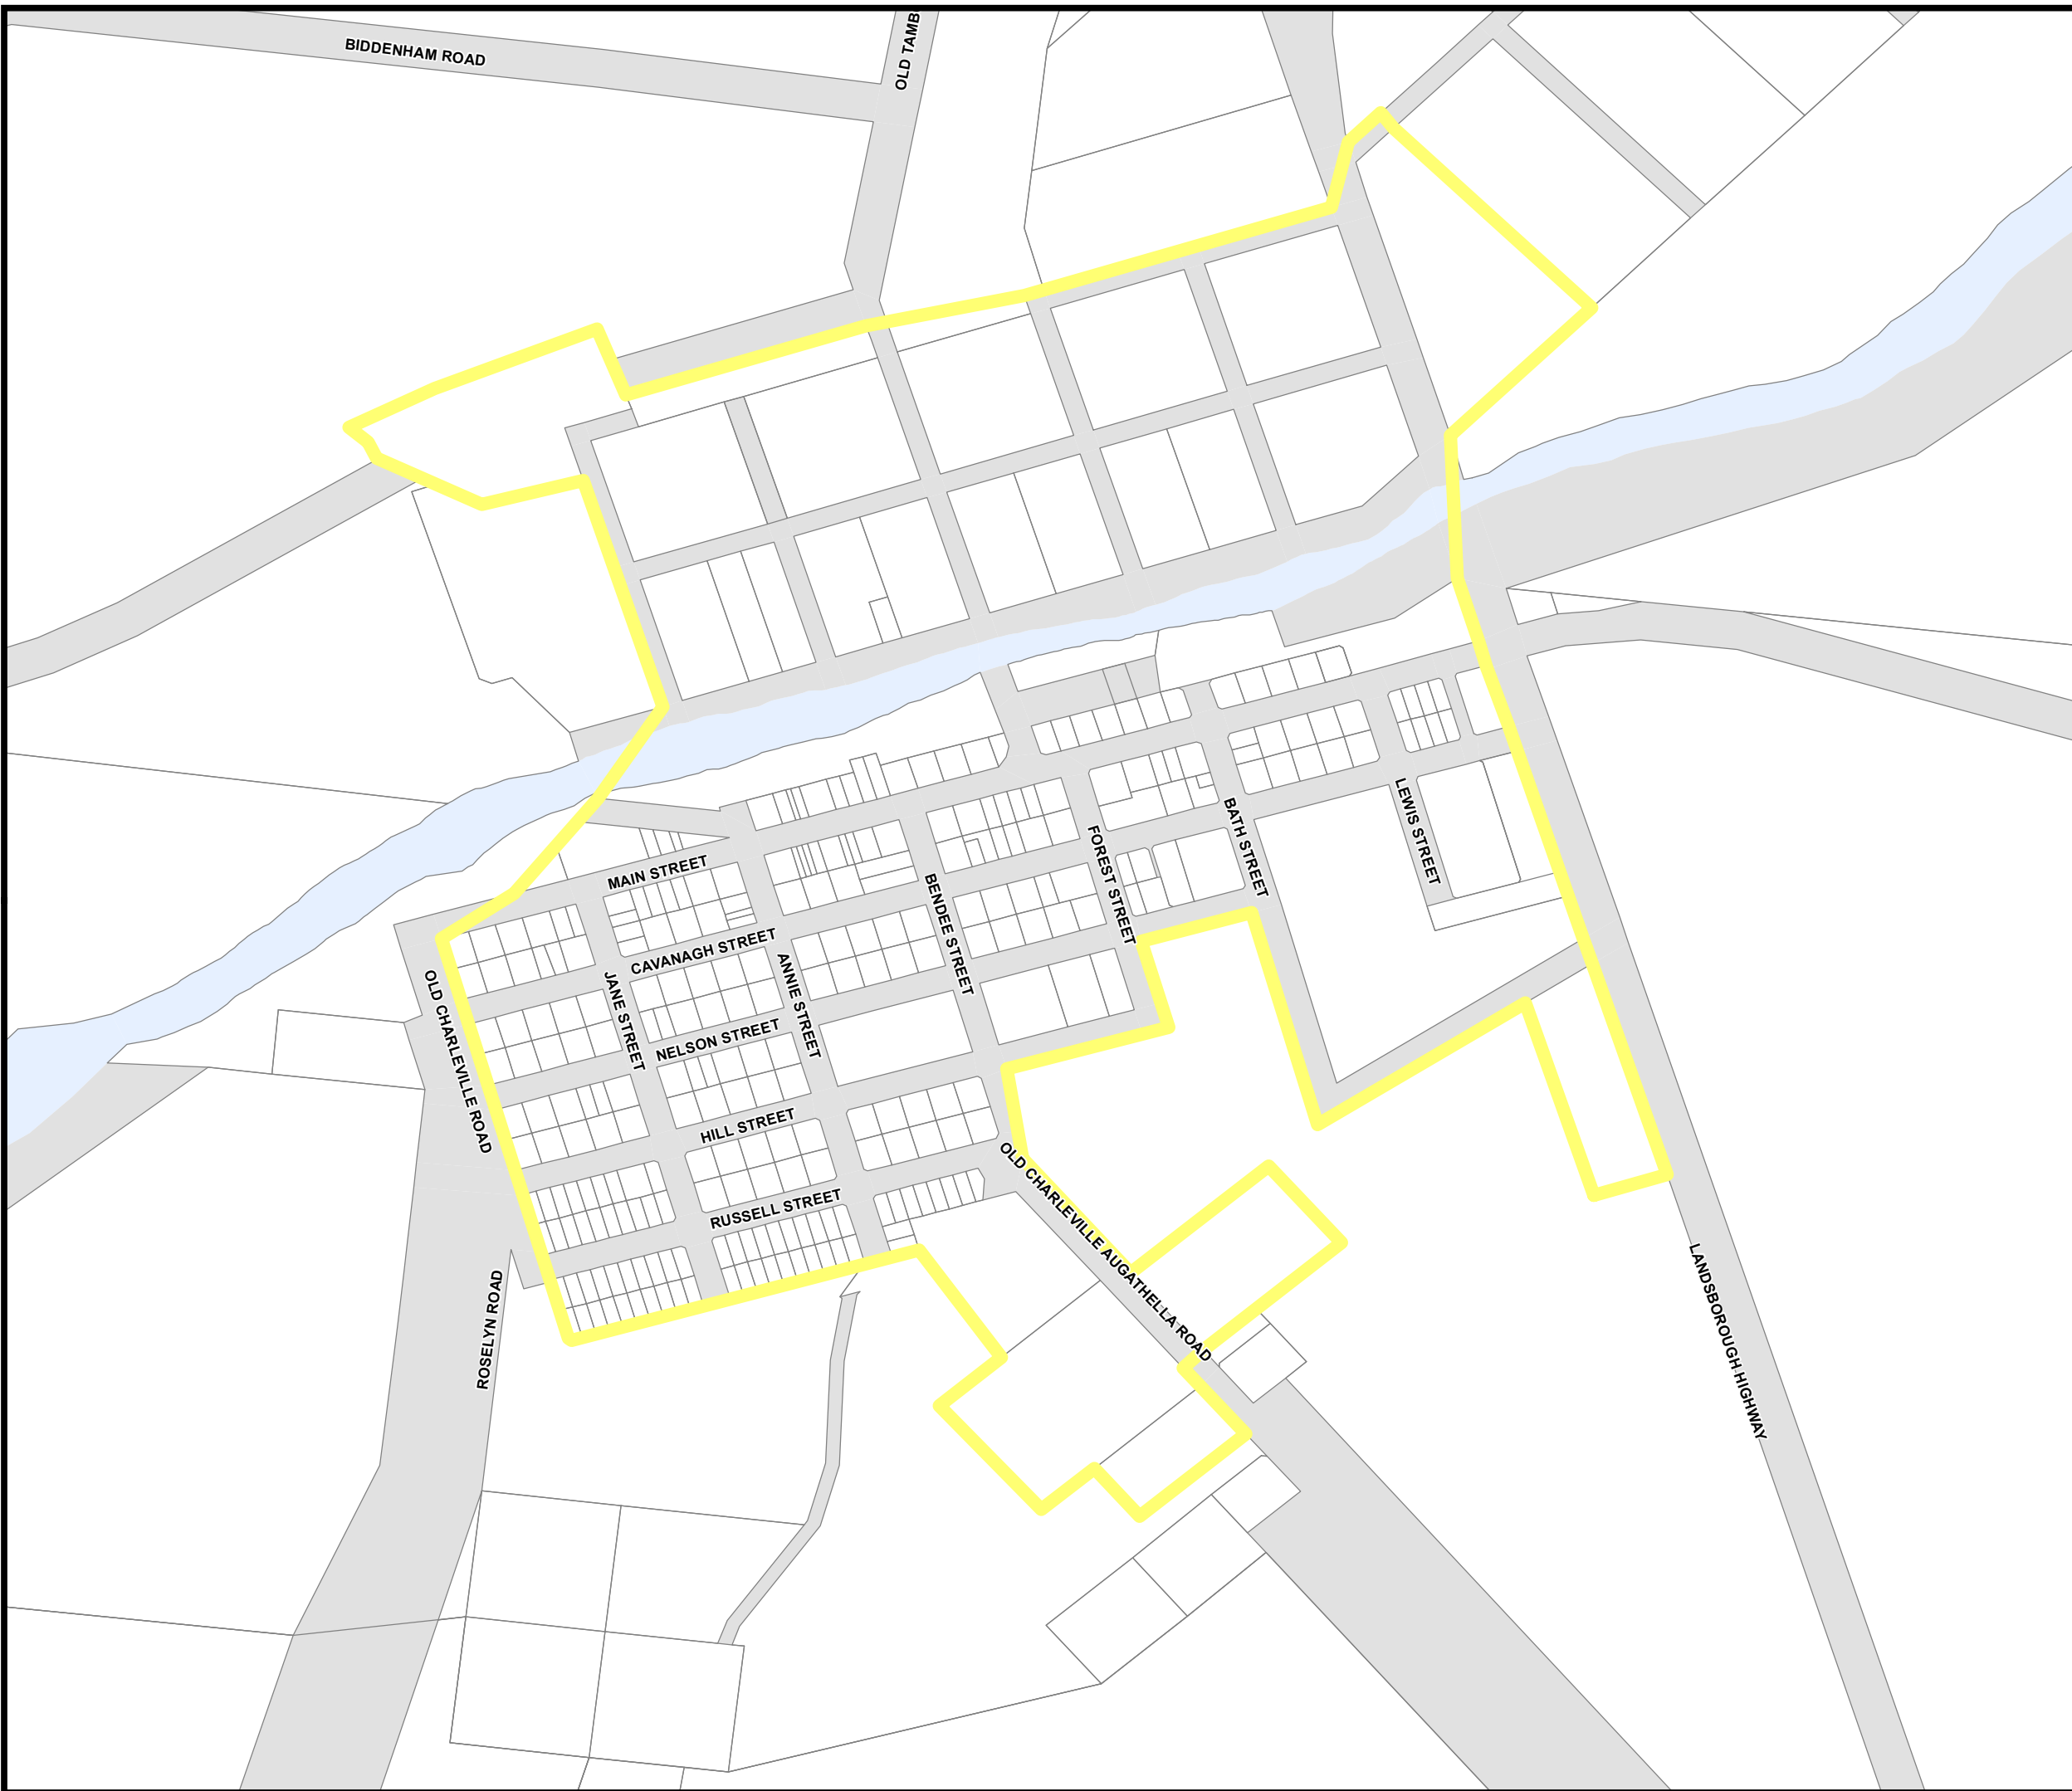 BIDDENHAM ROAD
OLD TAMB
MAIN STREET
CAVANAGH STREET
NELSON STREET
HILL STREET
RUSSELL STREET
OLD CHARLEVILLE ROAD
JANE STREET
ANNIE STREET
BENDEE STREET
FOREST STREET
BATH STREET
LEWIS STREET
OLD CHARLEVILLE AUGATHELLA ROAD
ROSELYN ROAD
LANDSBOROUGH HIGHWAY